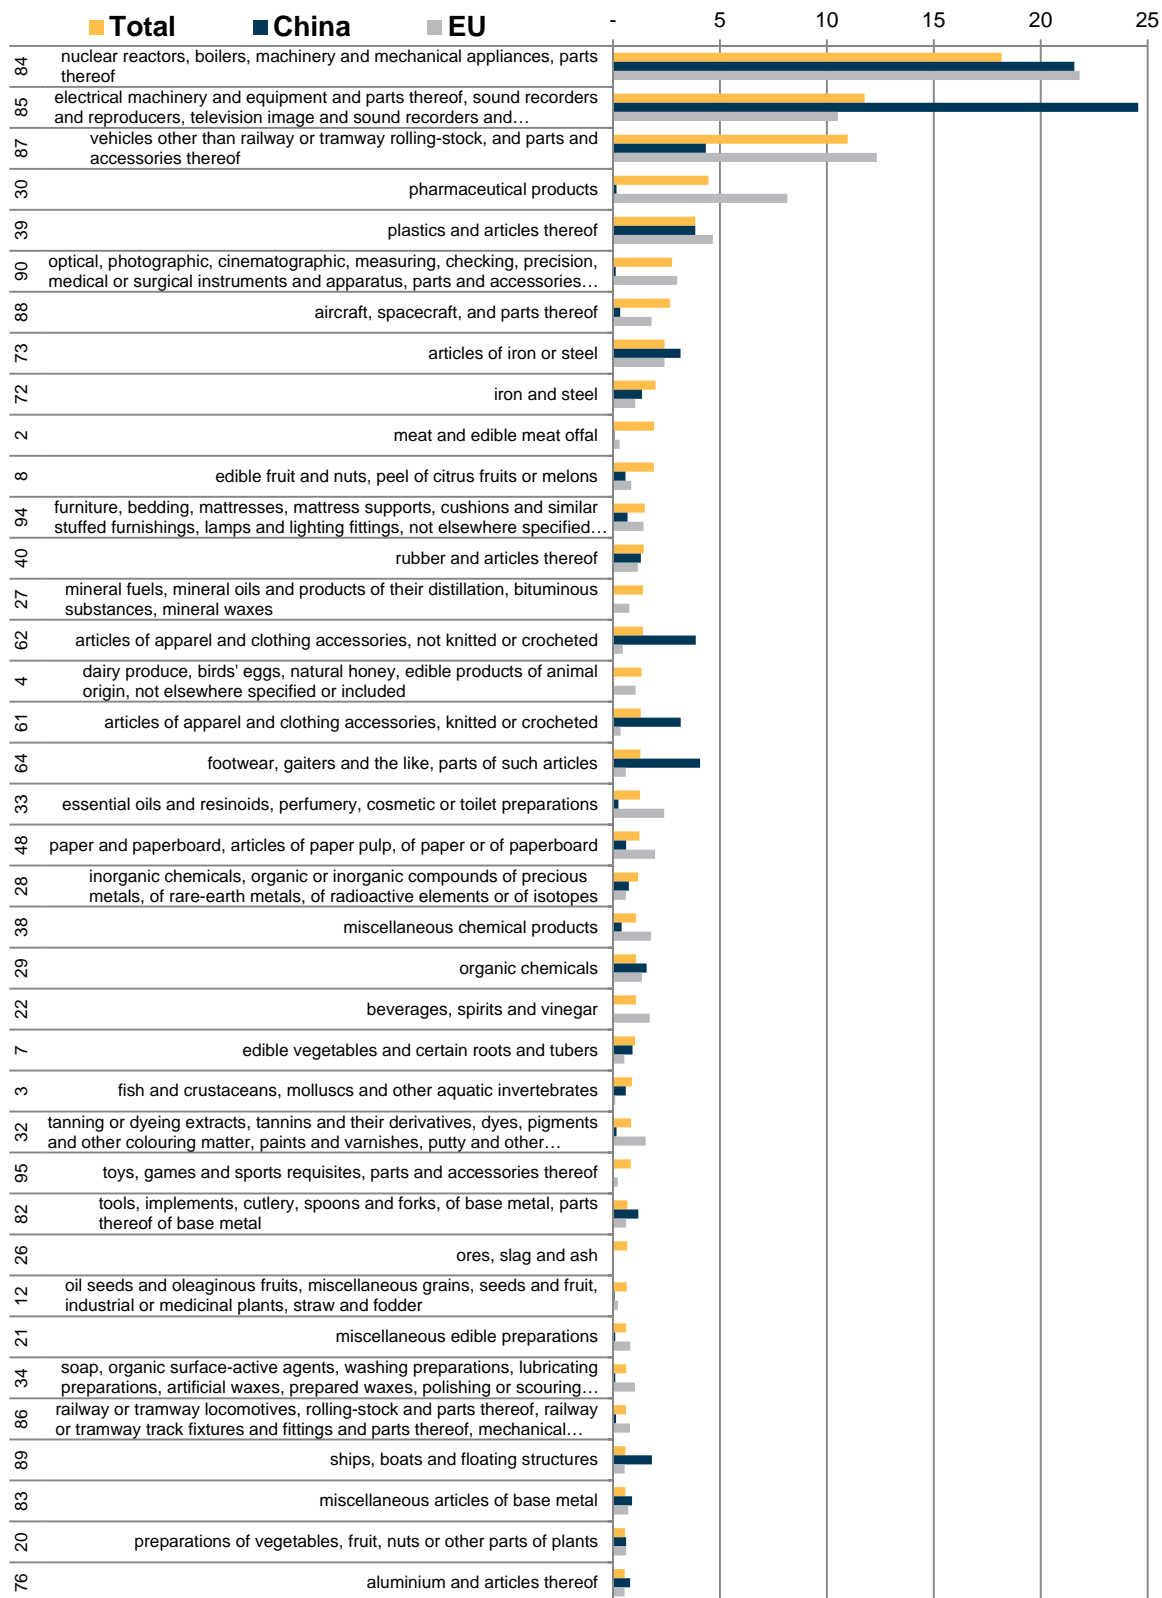 Total China EU
- 5 10 15 20 25
84 nuclear reactors, boilers, machinery and mechanical appliances, parts
thereof
85 electrical machinery and equipment and parts thereof, sound recorders
and reproducers, television image and sound recorders and…
87 vehicles other than railway or tramway rolling-stock, and parts and
accessories thereof
30 pharmaceutical products
39 plastics and articles thereof
90 optical, photographic, cinematographic, measuring, checking, precision,
medical or surgical instruments and apparatus, parts and accessories…
88 aircraft, spacecraft, and parts thereof
73 articles of iron or steel
72 iron and steel
2 meat and edible meat offal
8 edible fruit and nuts, peel of citrus fruits or melons
94 furniture, bedding, mattresses, mattress supports, cushions and similar
stuffed furnishings, lamps and lighting fittings, not elsewhere specified…
40 rubber and articles thereof
27 mineral fuels, mineral oils and products of their distillation, bituminous
substances, mineral waxes
62 articles of apparel and clothing accessories, not knitted or crocheted
4 dairy produce, birds' eggs, natural honey, edible products of animal
origin, not elsewhere specified or included
61 articles of apparel and clothing accessories, knitted or crocheted
64 footwear, gaiters and the like, parts of such articles
33 essential oils and resinoids, perfumery, cosmetic or toilet preparations
48 paper and paperboard, articles of paper pulp, of paper or of paperboard
28 inorganic chemicals, organic or inorganic compounds of precious
metals, of rare-earth metals, of radioactive elements or of isotopes
38 miscellaneous chemical products
29 organic chemicals
22 beverages, spirits and vinegar
7 edible vegetables and certain roots and tubers
3 fish and crustaceans, molluscs and other aquatic invertebrates
32 tanning or dyeing extracts, tannins and their derivatives, dyes, pigments
and other colouring matter, paints and varnishes, putty and other…
95 toys, games and sports requisites, parts and accessories thereof
82 tools, implements, cutlery, spoons and forks, of base metal, parts
thereof of base metal
26 ores, slag and ash
12 oil seeds and oleaginous fruits, miscellaneous grains, seeds and fruit,
industrial or medicinal plants, straw and fodder
21 miscellaneous edible preparations
34 soap, organic surface-active agents, washing preparations, lubricating
preparations, artificial waxes, prepared waxes, polishing or scouring…
86 railway or tramway locomotives, rolling-stock and parts thereof, railway
or tramway track fixtures and fittings and parts thereof, mechanical…
89 ships, boats and floating structures
83 miscellaneous articles of base metal
20 preparations of vegetables, fruit, nuts or other parts of plants
76 aluminium and articles thereof